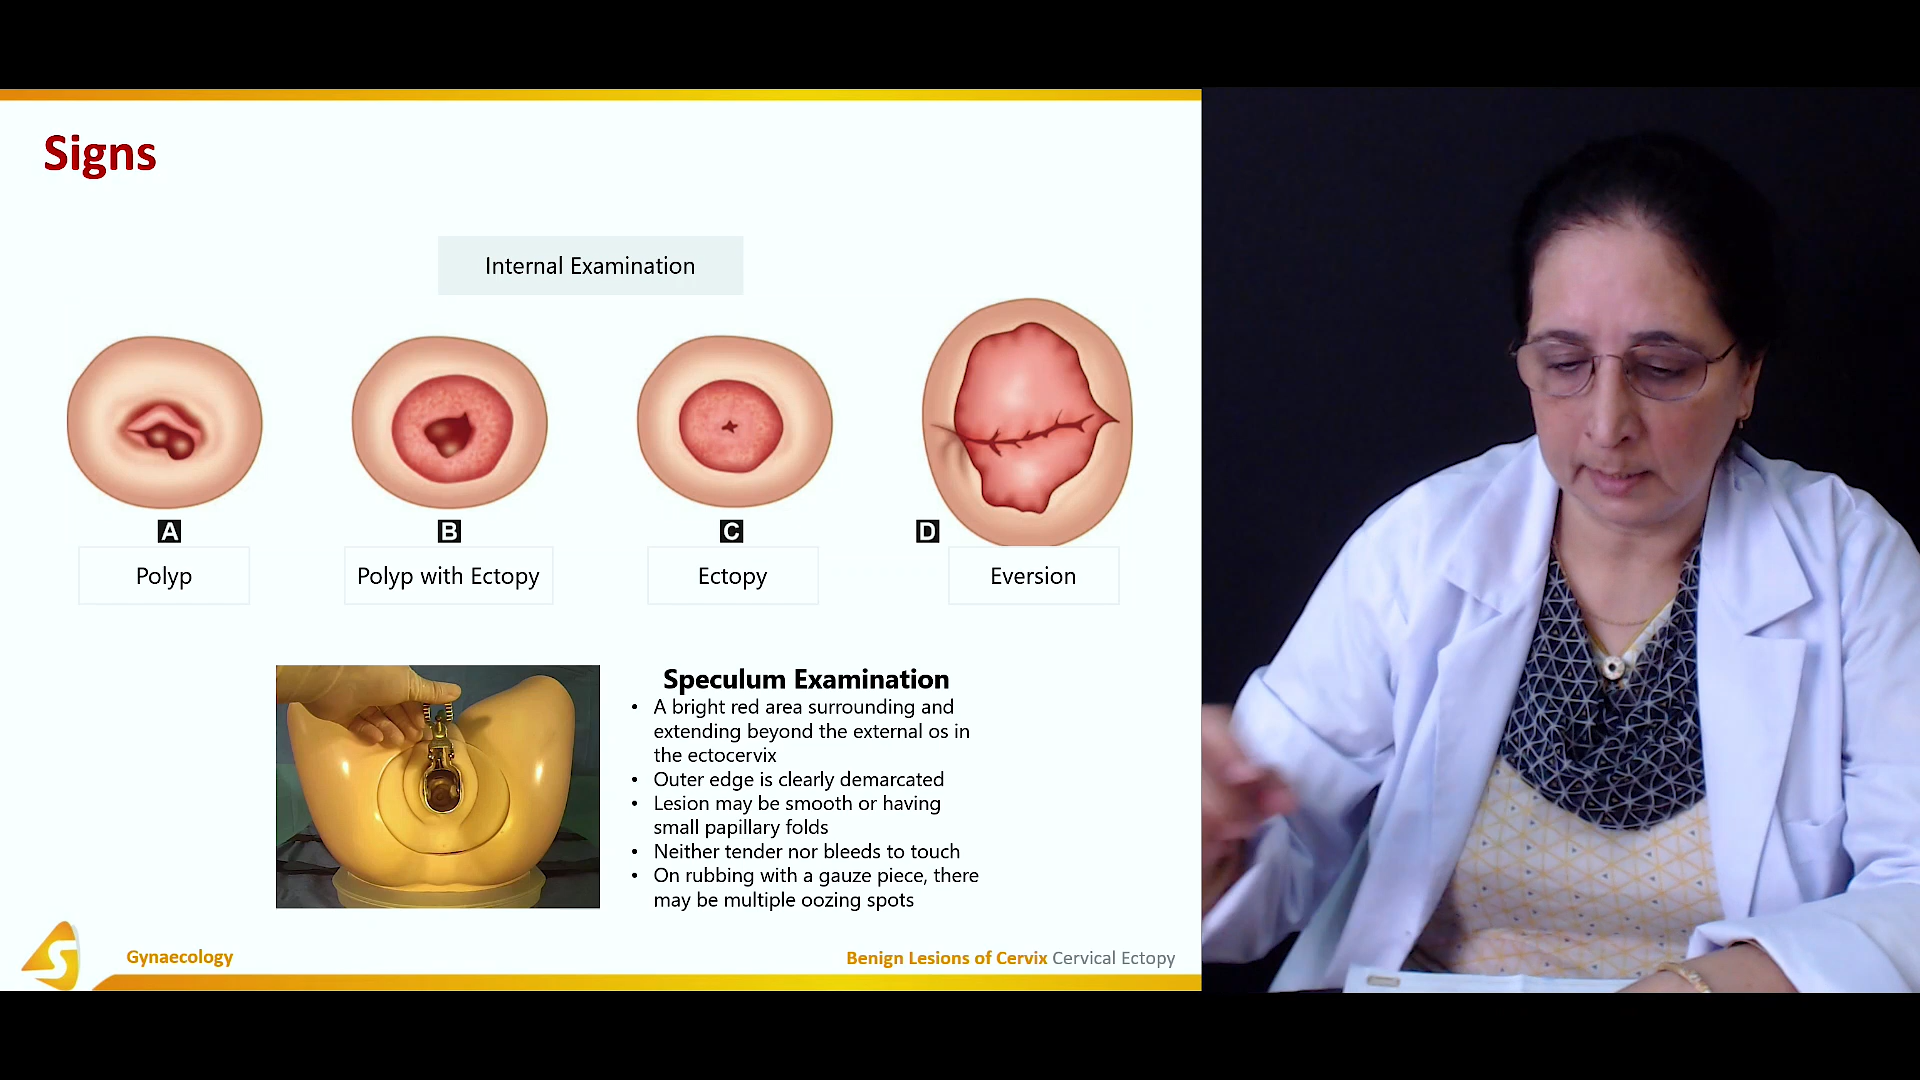 Signs
Internal Examination
A
B
C
D
Polyp
Polyp with Ectopy
Ectopy
Eversion
Speculum Examination
• A bright red area surrounding and
extending beyond the external os in
the ectocervix
• Outer edge is clearly demarcated
• Lesion may be smooth or having
small papillary folds
• Neither tender nor bleeds to touch
• On rubbing with a gauze piece, there
may be multiple oozing spots
S
Gynaecology
Benign Lesions of Cervix Cervical Ectopy